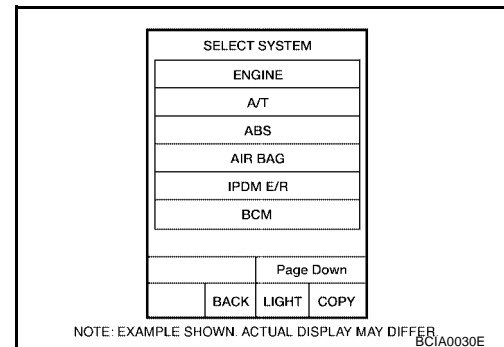 SELECT SYSTEM
ENGINE
A/T
ABS
AIR BAG
IPDM E/R
BCM
Page Down
BACK LIGHT COPY
NOTE: EXAMPLE SHOWN. ACTUAL DISPLAY MAY DIFFER.
BCIA0030E